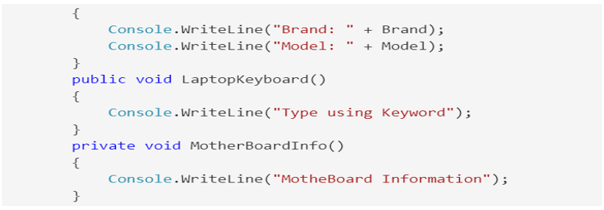 {
Console.WriteLine("Brand: " + Brand);
Console.WriteLine("Model: " + Model);
}
public void LaptopKeyboard()
{
Console.WriteLine("Type using Keyword");
}
private void MotherBoardInfo()
{
Console.WriteLine("MotheBoard Information");
}